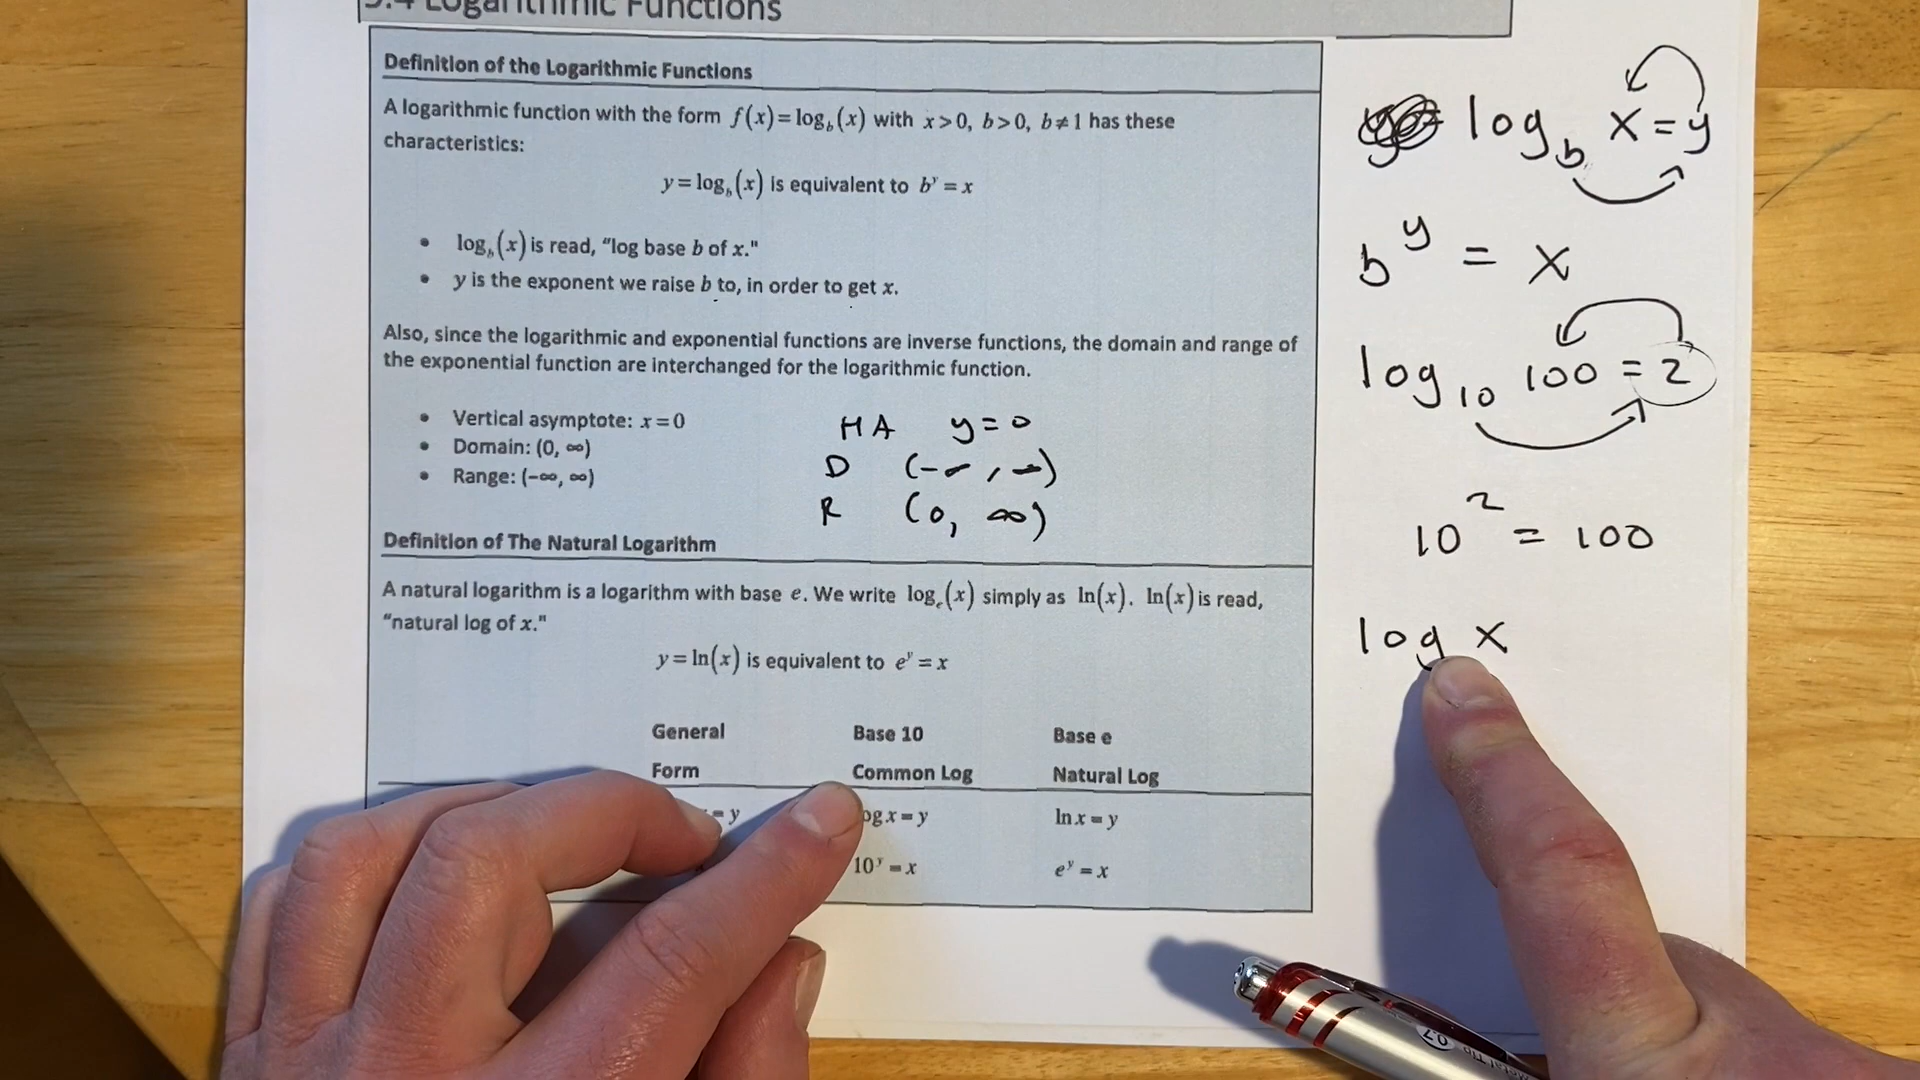 5.4 Logarithmic Functions
Definition of the Logarithmic Functions
A logarithmic function with the form f(x)=log_b(x) with x>0, b>0, b≠1 has these
characteristics:
y=log_b(x) is equivalent to b^y = x
• log_b(x) is read, “log base b of x."
• y is the exponent we raise b to, in order to get x.
Also, since the logarithmic and exponential functions are inverse functions, the domain and range of
the exponential function are interchanged for the logarithmic function.
• Vertical asymptote: x=0
• Domain: (0, ∞)
• Range: (−∞, ∞)
HA y=0
D (-∞, ∞)
R (0, ∞)
Definition of The Natural Logarithm
A natural logarithm is a logarithm with base e. We write log_e(x) simply as ln(x). ln(x) is read,
“natural log of x."
y=ln(x) is equivalent to e^y = x
General Base 10 Base e
Form Common Log Natural Log
= y ogx=y lnx=y
10^y = x e^y = x
log_b x = y
b^y = x
log_10 100 = 2
10^2 = 100
log x
0.7